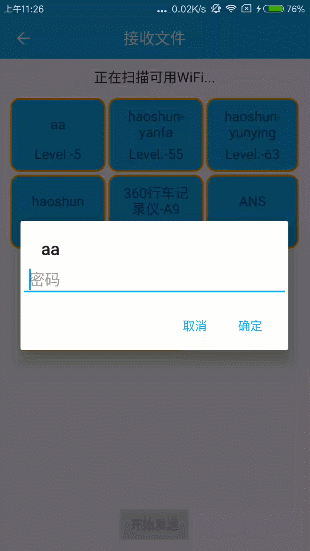 上午11:26 ... 0.02K/s 76%
接收文件
正在扫描可用WiFi...
aa
Level.-5
haoshun-
yanfa
Level.-55
haoshun-
yunying
Level.-63
haoshun
360行车记
录仪-A9
ANS
aa
密码
取消 确定
开始发送